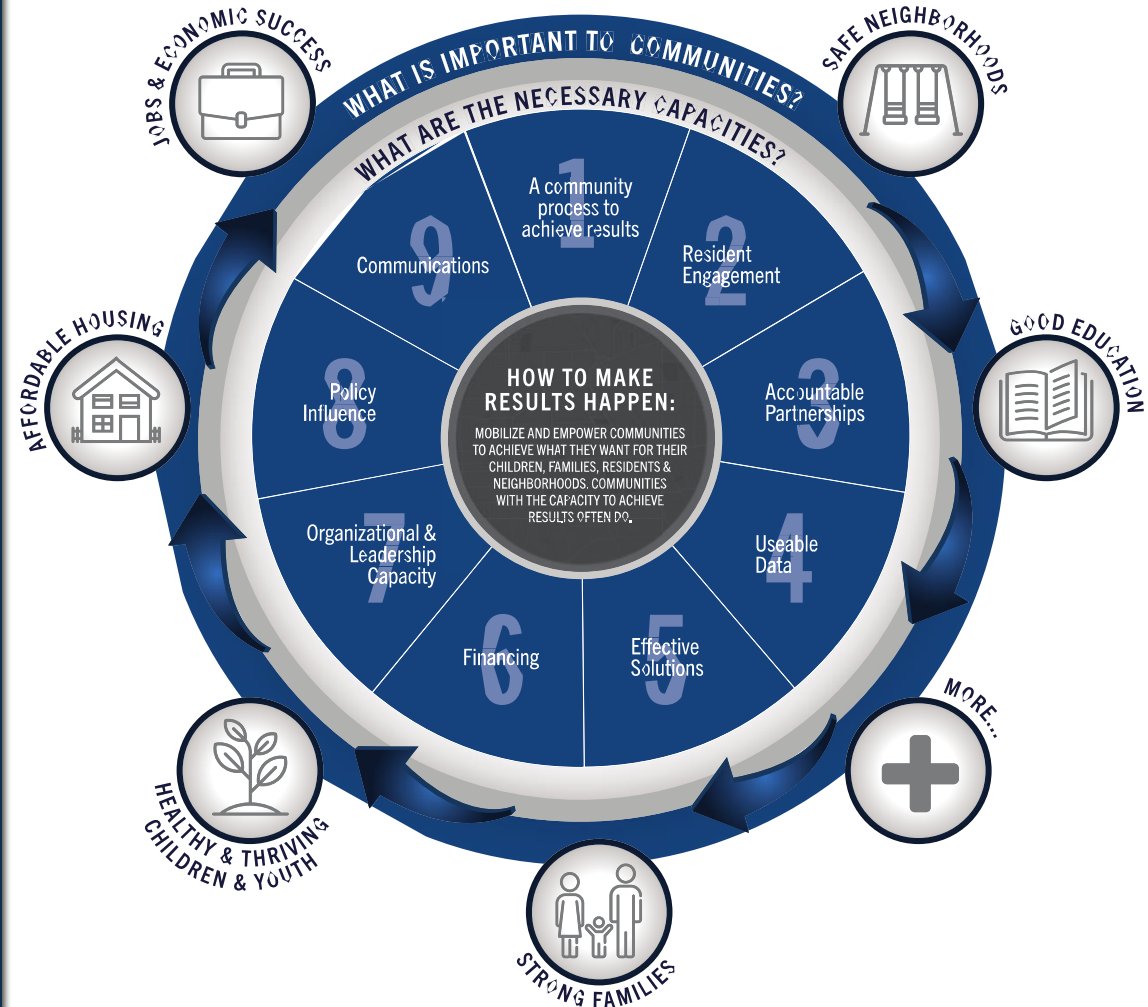 JOBS & ECONOMIC SUCCESS
SAFE NEIGHBORHOODS
WHAT IS IMPORTANT TO COMMUNITIES?
WHAT ARE THE NECESSARY CAPACITIES?
1
A community
process to
achieve results
2
Resident
Engagement
3
Accountable
Partnerships
4
Useable
Data
5
Effective
Solutions
6
Financing
7
Organizational &
Leadership
Capacity
8
Policy
Influence
9
Communications
HOW TO MAKE
RESULTS HAPPEN:
MOBILIZE AND EMPOWER COMMUNITIES
TO ACHIEVE WHAT THEY WANT FOR THEIR
CHILDREN, FAMILIES, RESIDENTS &
NEIGHBORHOODS. COMMUNITIES
WITH THE CAPACITY TO ACHIEVE
RESULTS OFTEN DO.
GOOD EDUCATION
MORE...
STRONG FAMILIES
HEALTHY & THRIVING
CHILDREN & YOUTH
AFFORDABLE HOUSING